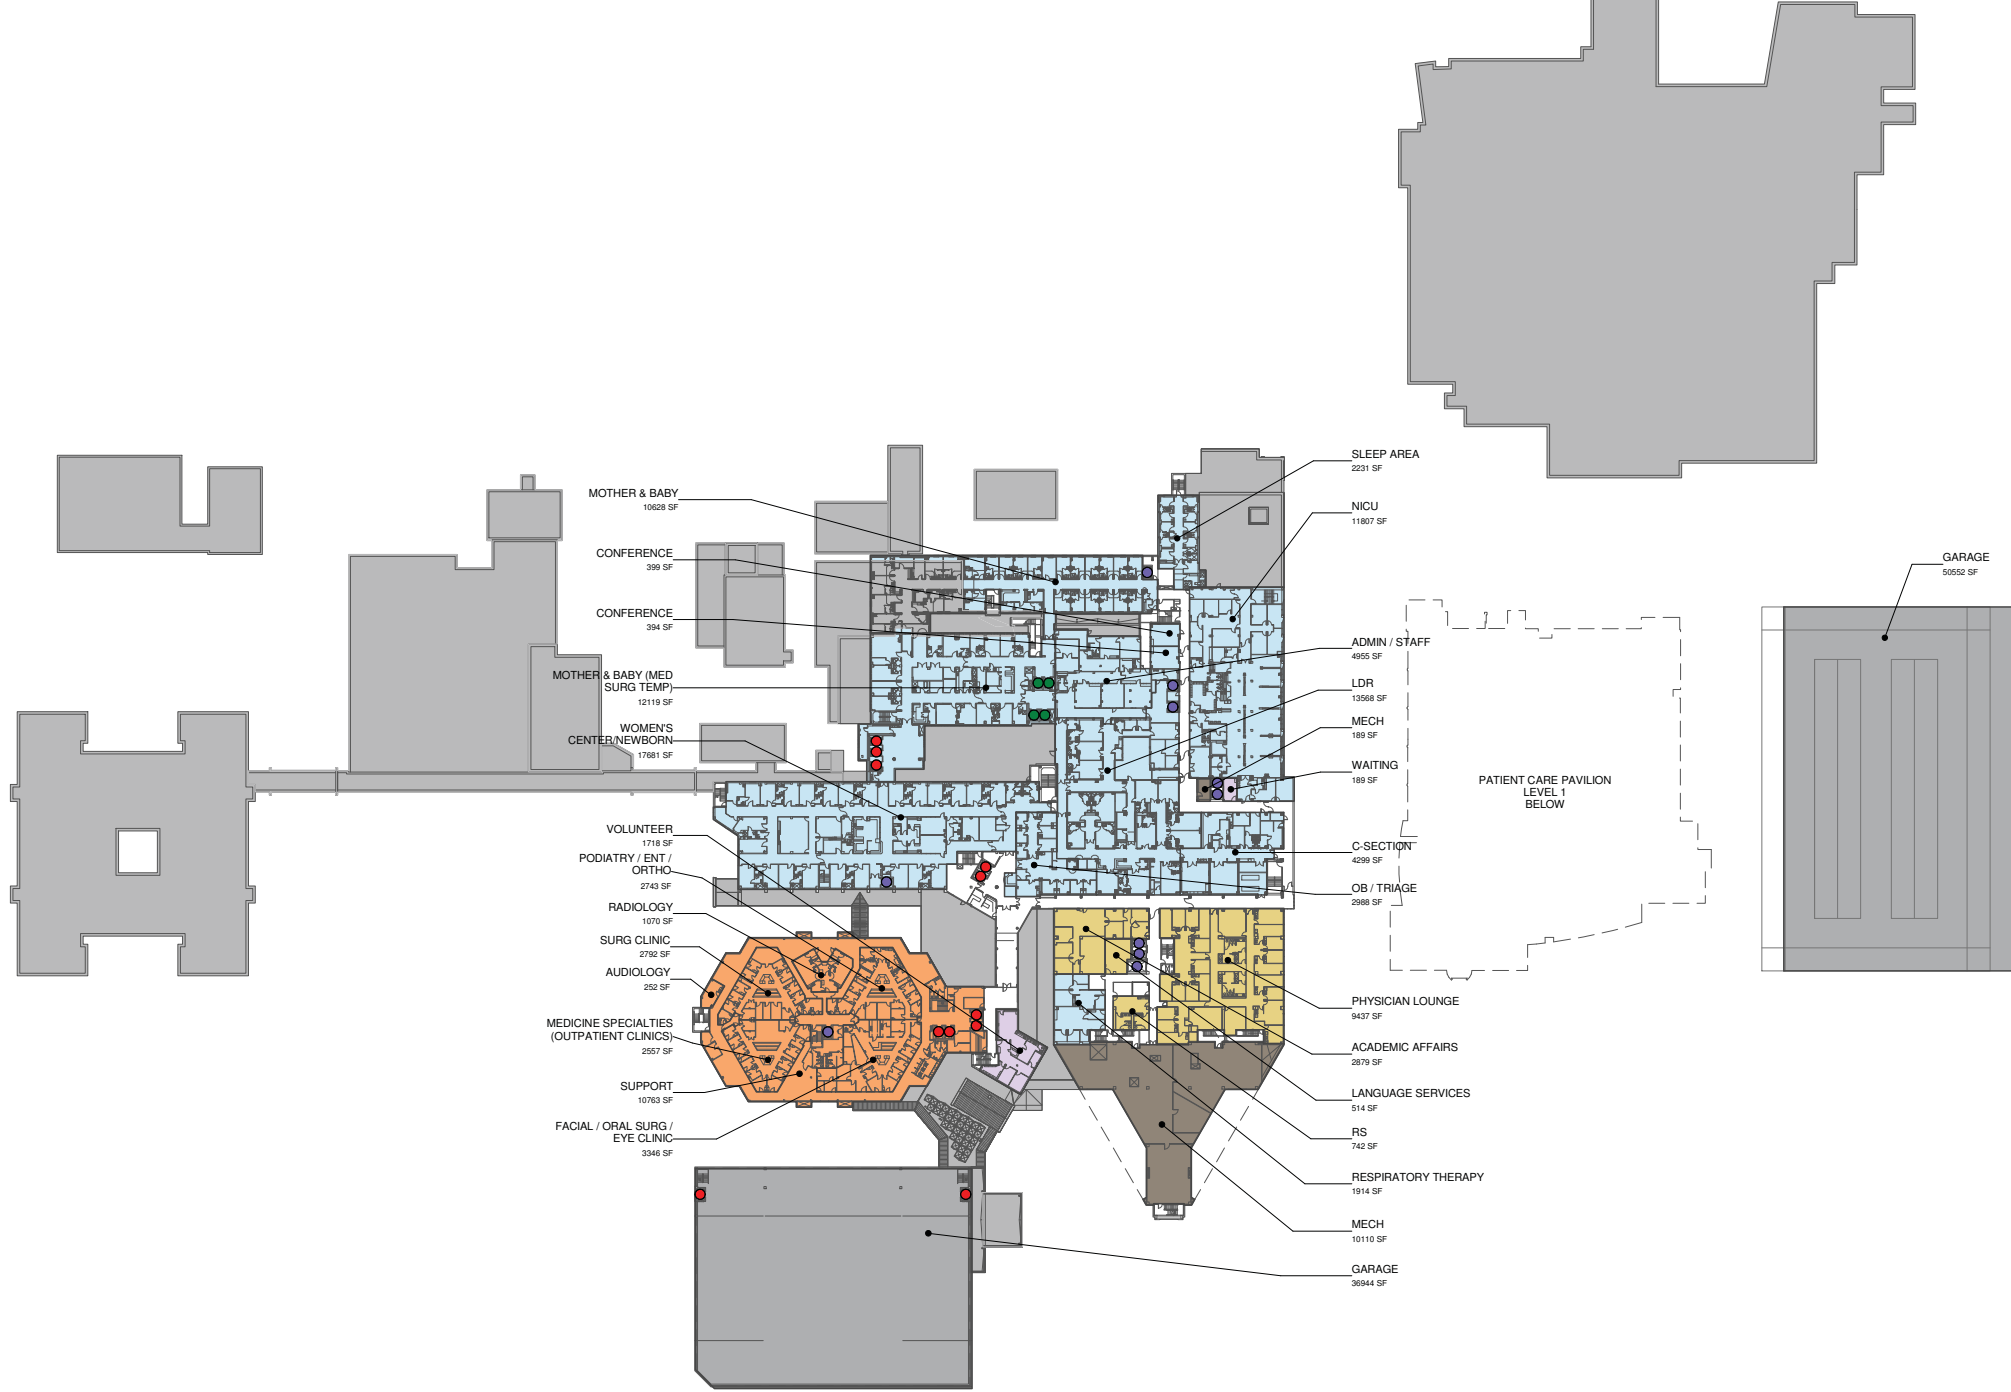 MOTHER & BABY
10628 SF
CONFERENCE
399 SF
CONFERENCE
394 SF
MOTHER & BABY (MED
SURG TEMP)
12119 SF
WOMEN'S
CENTER/NEWBORN
17681 SF
VOLUNTEER
1718 SF
PODIATRY / ENT /
ORTHO
2743 SF
RADIOLOGY
1070 SF
SURG CLINIC
2792 SF
AUDIOLOGY
252 SF
MEDICINE SPECIALTIES
(OUTPATIENT CLINICS)
2557 SF
SUPPORT
10763 SF
FACIAL / ORAL SURG /
EYE CLINIC
3346 SF
SLEEP AREA
2231 SF
NICU
11807 SF
ADMIN / STAFF
4955 SF
LDR
13568 SF
MECH
189 SF
WAITING
189 SF
C-SECTION
4299 SF
OB / TRIAGE
2988 SF
PHYSICIAN LOUNGE
9437 SF
ACADEMIC AFFAIRS
2879 SF
LANGUAGE SERVICES
514 SF
RS
742 SF
RESPIRATORY THERAPY
1914 SF
MECH
10110 SF
GARAGE
36944 SF
PATIENT CARE PAVILION
LEVEL 1
BELOW
GARAGE
50552 SF